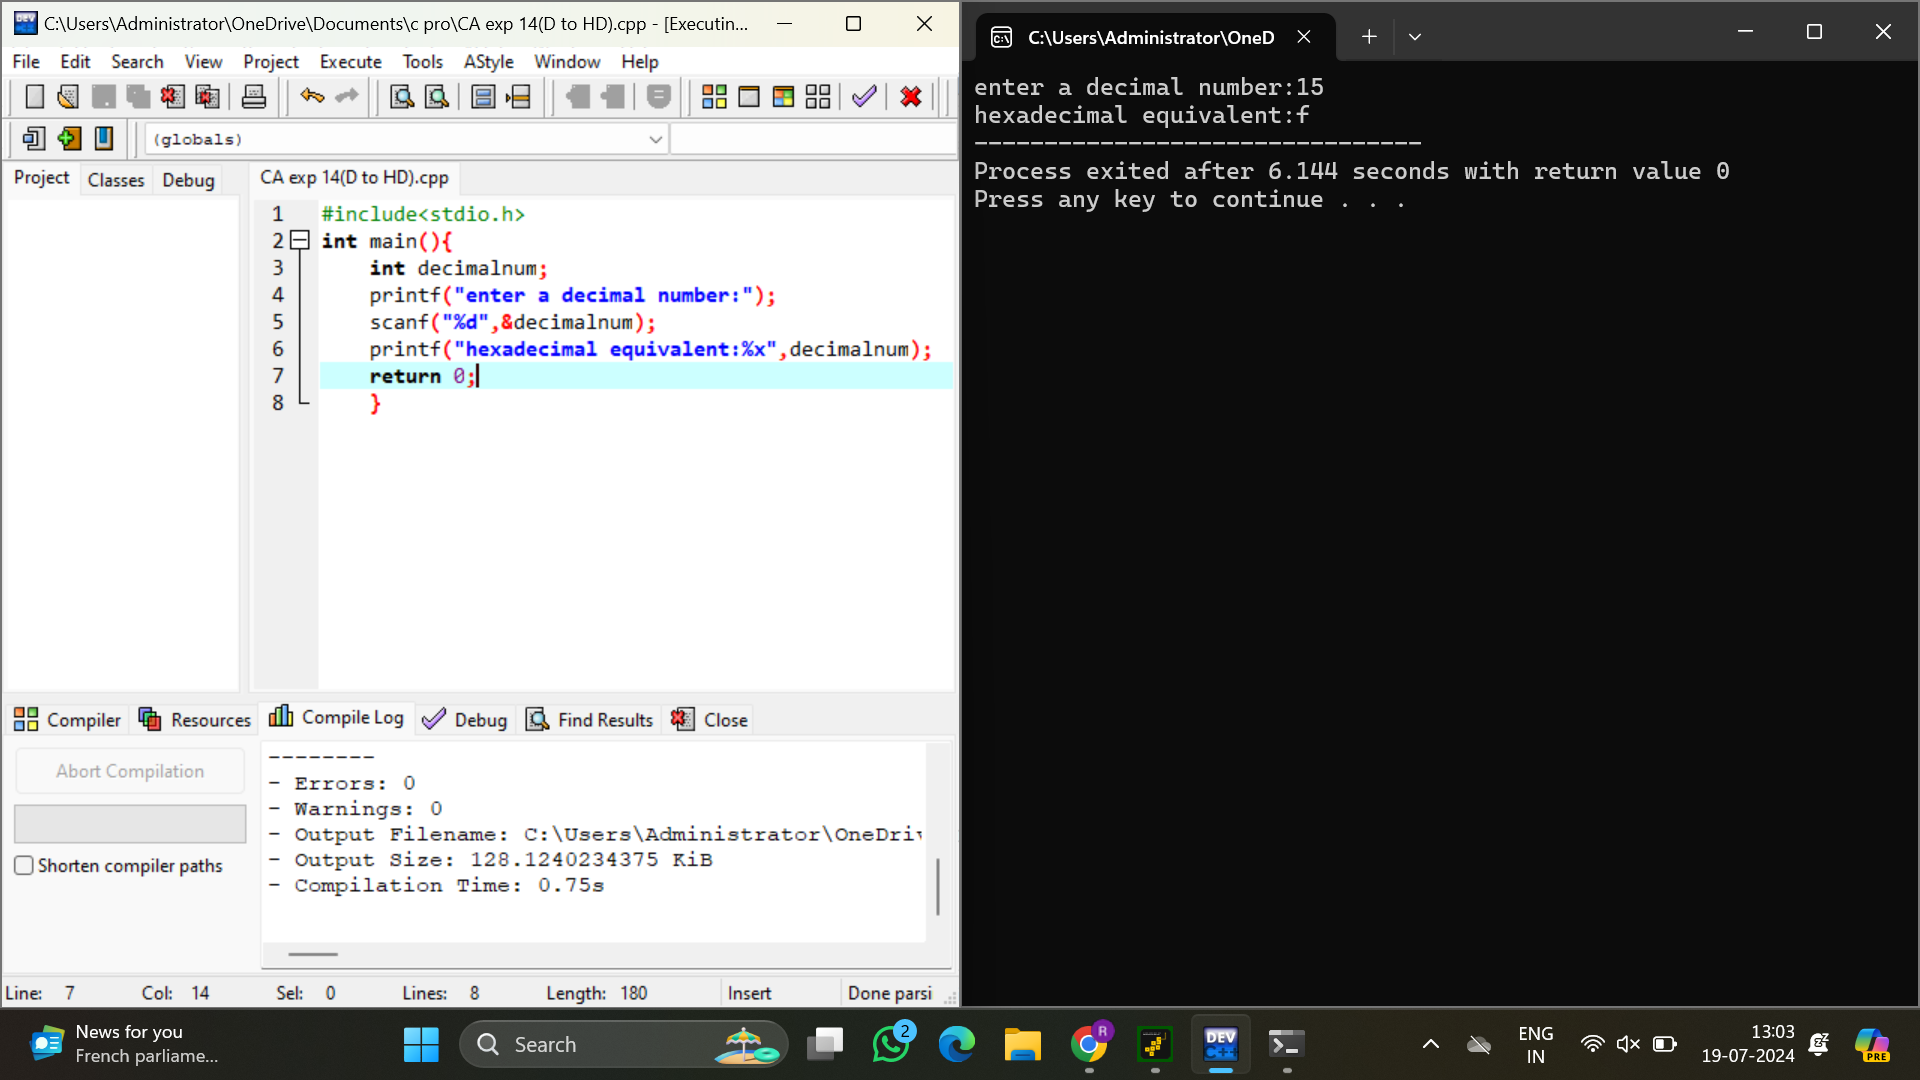 C:\Users\Administrator\OneDrive\Documents\c pro\CA exp 14(D to HD).cpp - [Executin...
File Edit Search View Project Execute Tools AStyle Window Help
(globals)
Project Classes Debug
CA exp 14(D to HD).cpp
1 #include<stdio.h>
2 int main(){
3 int decimalnum;
4 printf("enter a decimal number:");
5 scanf("%d",&decimalnum);
6 printf("hexadecimal equivalent:%x",decimalnum);
7 return 0;
8 }
Compiler Resources Compile Log Debug Find Results Close
Abort Compilation
Shorten compiler paths
--------
- Errors: 0
- Warnings: 0
- Output Filename: C:\Users\Administrator\OneDriv
- Output Size: 128.1240234375 KiB
- Compilation Time: 0.75s
Line: 7 Col: 14 Sel: 0 Lines: 8 Length: 180 Insert Done parsi
C:\Users\Administrator\OneD
enter a decimal number:15
hexadecimal equivalent:f
--------------------------------
Process exited after 6.144 seconds with return value 0
Press any key to continue . . .
News for you
French parliame...
Search
2
R
DEV
C++
ENG
IN
13:03
19-07-2024
PRE